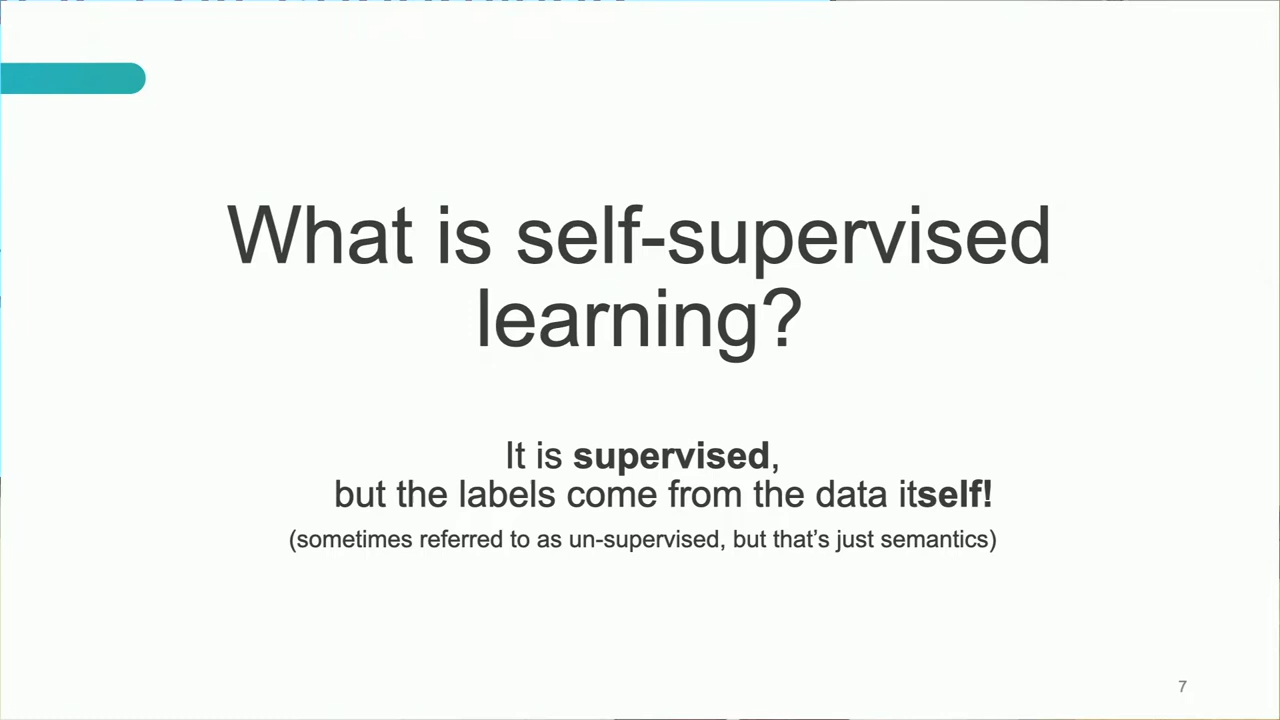 What is self-supervised
learning?
It is supervised,
but the labels come from the data itself!
(sometimes referred to as un-supervised, but that’s just semantics)
7